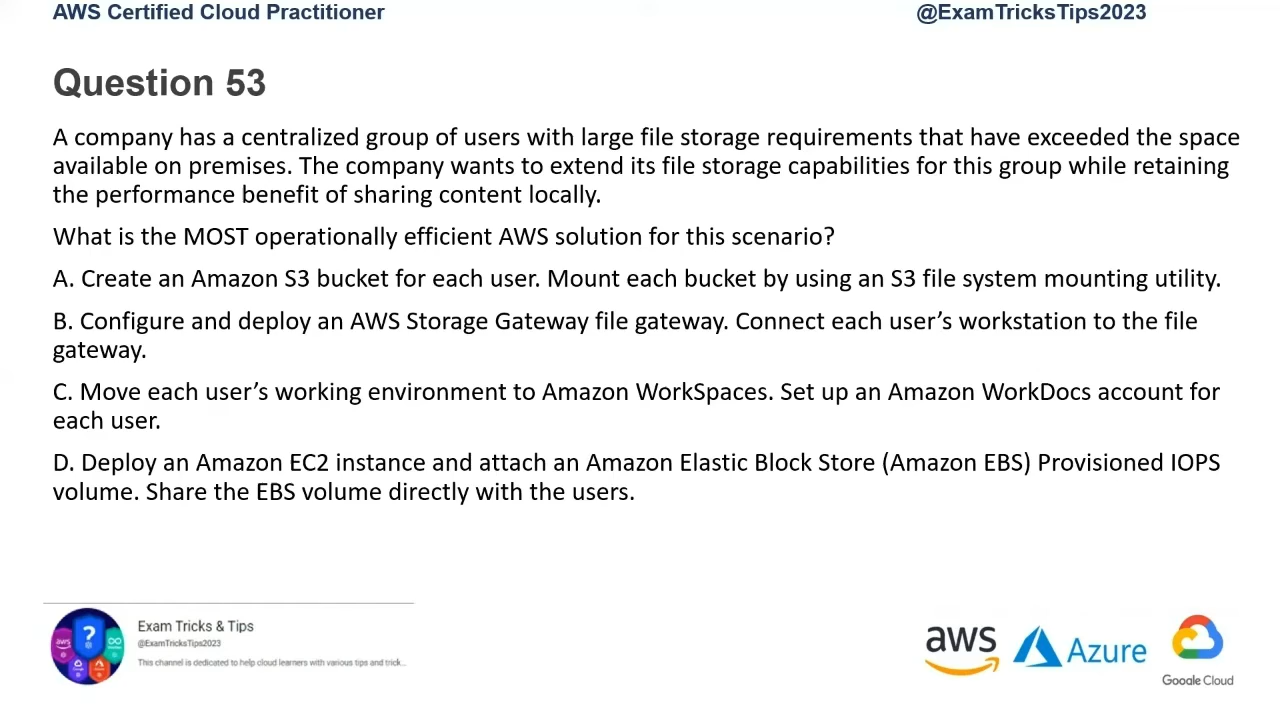 AWS Certified Cloud Practitioner
@ExamTricksTips2023
Question 53
A company has a centralized group of users with large file storage requirements that have exceeded the space
available on premises. The company wants to extend its file storage capabilities for this group while retaining
the performance benefit of sharing content locally.
What is the MOST operationally efficient AWS solution for this scenario?
A. Create an Amazon S3 bucket for each user. Mount each bucket by using an S3 file system mounting utility.
B. Configure and deploy an AWS Storage Gateway file gateway. Connect each user’s workstation to the file
gateway.
C. Move each user’s working environment to Amazon WorkSpaces. Set up an Amazon WorkDocs account for
each user.
D. Deploy an Amazon EC2 instance and attach an Amazon Elastic Block Store (Amazon EBS) Provisioned IOPS
volume. Share the EBS volume directly with the users.
?
aws
Exam Tricks & Tips
@ExamTricksTips2023
This channel is dedicated to help cloud learners with various tips and trick...
aws
Azure
Google Cloud